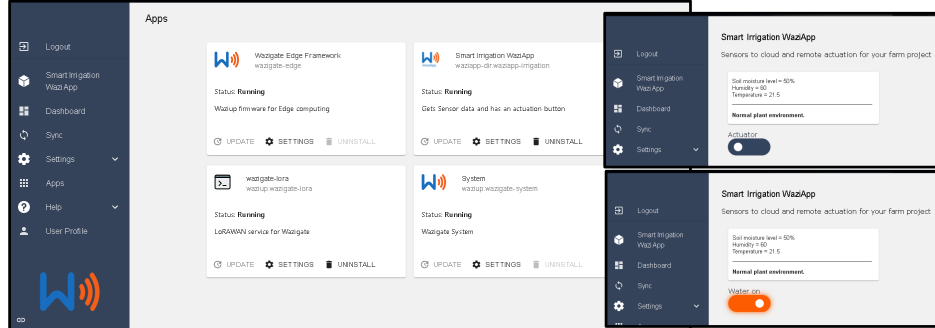 Apps
Logout
Smart Irrigation
Wazi App
Dashboard
Sync
Settings
Apps
Help
User Profile
Wazigate Edge Framework
wazigate-edge
Status: Running
Waziup firmware for Edge computing
UPDATE SETTINGS UNINSTALL
Smart Irrigation WaziApp
waziapp-dir.waziapp-irrigation
Status: Running
Gets Sensor data and has an actuation button
UPDATE SETTINGS UNINSTALL
wazigate-lora
waziup.wazigate-lora
Status: Running
LoRAWAN service for Wazigate
UPDATE SETTINGS UNINSTALL
System
waziup.wazigate-system
Status: Running
Wazigate System
UPDATE SETTINGS UNINSTALL
Logout
Smart Irrigation
Wazi App
Dashboard
Sync
Settings
Smart Irrigation WaziApp
Sensors to cloud and remote actuation for your farm project
Soil moisture level = 50%
Humidity = 60
Temperature = 21.5
Normal plant environment.
Actuator
Logout
Smart Irrigation
Wazi App
Dashboard
Sync
Settings
Smart Irrigation WaziApp
Sensors to cloud and remote actuation for your farm project
Soil moisture level = 50%
Humidity = 60
Temperature = 21.5
Normal plant environment.
Water on